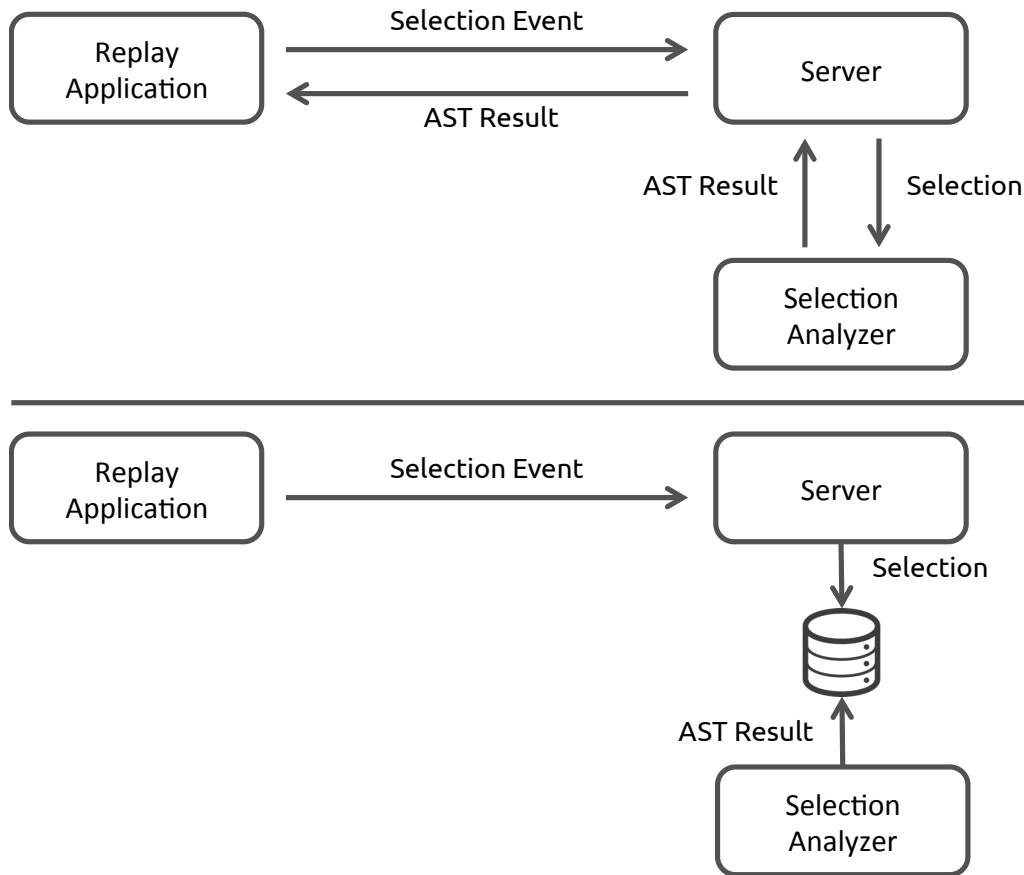 Selection Event
Replay
Application
Server
AST Result
AST Result
Selection
Selection
Analyzer
Replay
Application
Selection Event
Server
Selection
AST Result
Selection
Analyzer